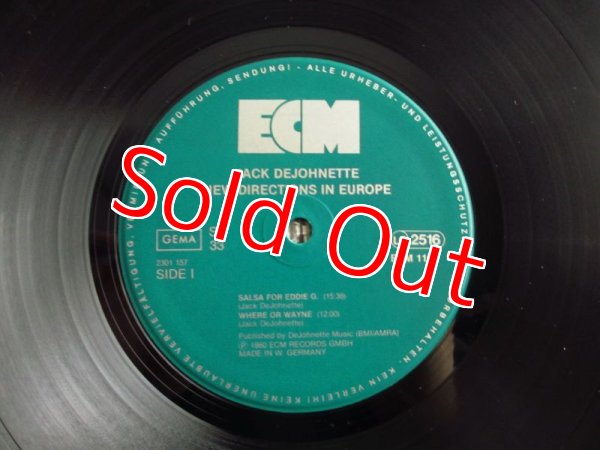 AUFFÜHRUNG, SENDUNG! - ALLE URHEBER- UND LEISTUNGSSCHUTZ
ECM
JACK DEJOHNETTE
NEW DIRECTIONS IN EUROPE
Sold Out
GEMA
33
2516
2301 157
SIDE I
SALSA FOR EDDIE G. (15:38)
(Jack DeJohnette)
WHERE OR WAYNE (12:00)
(Jack DeJohnette)
Published by DeJohnette Music (BMI/AMRA)
(P) 1980 ECM RECORDS GMBH
MADE IN W. GERMANY
KEIN VERLEIH! KEINE UNERLAUBTE VERVIELFÄLTIGUNG,